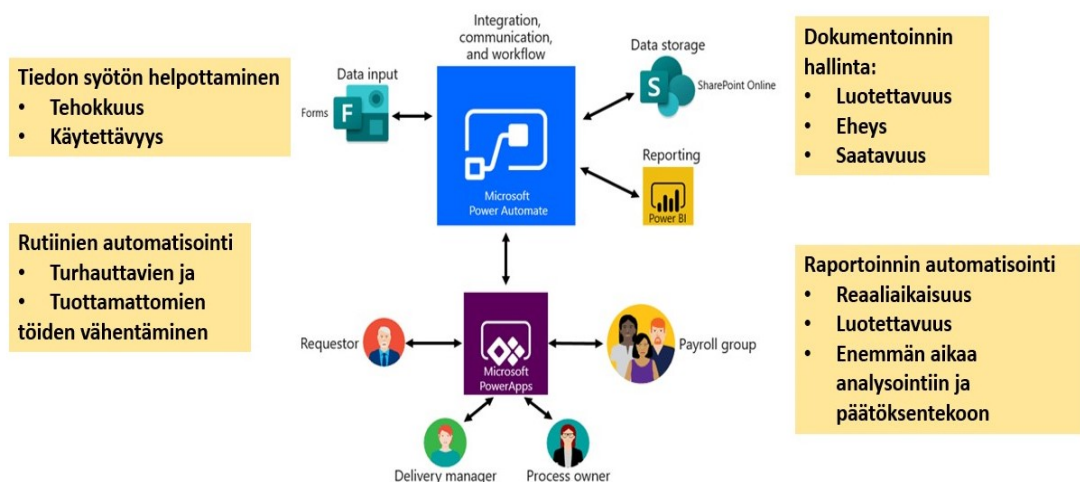 Tiedon syötön helpottaminen
• Tehokkuus
• Käytettävyys
Rutiinien automatisointi
• Turhauttavien ja
• Tuottamattomien
töiden vähentäminen
Integration,
communication,
and workflow
Data input
Forms
F
Microsoft
Power Automate
Data storage
S
SharePoint Online
Reporting
Power BI
Requestor
Microsoft
PowerApps
Payroll group
Delivery manager
Process owner
Dokumentoinnin
hallinta:
• Luotettavuus
• Eheys
• Saatavuus
Raportoinnin automatisointi
• Reaaliaikaisuus
• Luotettavuus
• Enemmän aikaa
analysointiin ja
päätöksentekoon